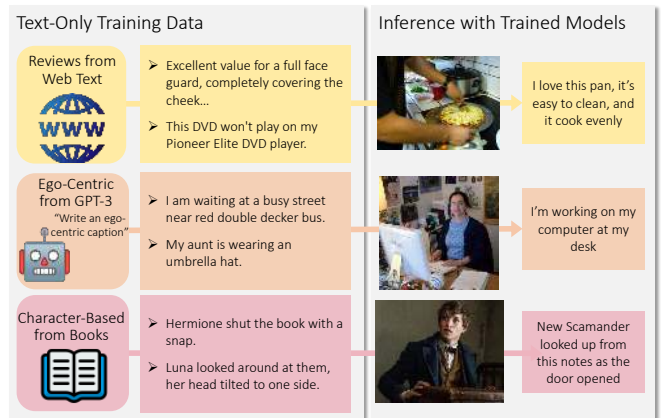 Text-Only Training Data
Inference with Trained Models
Reviews from
Web Text
WWW
➢ Excellent value for a full face
guard, completely covering the
cheek…
➢ This DVD won't play on my
Pioneer Elite DVD player.
I love this pan, it's
easy to clean, and
it cook evenly
Ego-Centric
from GPT-3
"Write an ego-
centric caption"
➢ I am waiting at a busy street
near red double decker bus.
➢ My aunt is wearing an
umbrella hat.
I'm working on my
computer at my
desk
Character-Based
from Books
➢ Hermione shut the book with a
snap.
➢ Luna looked around at them,
her head tilted to one side.
New Scamander
looked up from
this notes as the
door opened